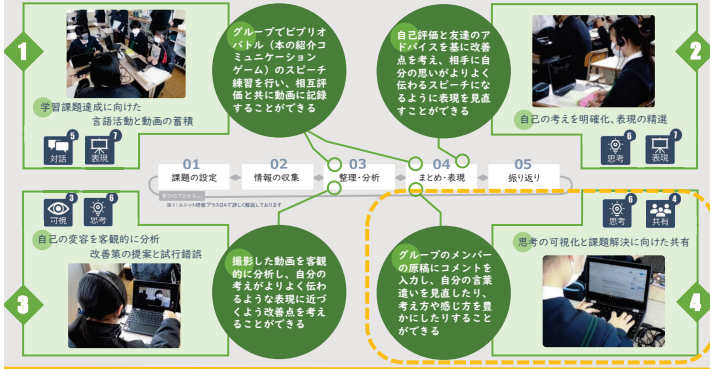 1
学習課題達成に向けた
言語活動と動画の蓄積
5
対話
7
表現
グループでビブリオ
バトル（本の紹介コ
ミュニケーション
ゲーム）のスピーチ
練習を行い、相互評
価と共に動画に記録
することができる
自己評価と友達のア
ドバイスを基に改善
点を考え、相手に自
分の思いがよりよく
伝わるスピーチにな
るように表現を見直
すことができる
2
自己の考えを明確化、表現の精選
6
思考
7
表現
01
課題の設定
02
情報の収集
03
整理・分析
04
まとめ・表現
05
振り返り
学びのプロセス
3
可視
6
思考
自己の変容を客観的に分析
改善策の提案と試行錯誤
3
撮影した動画を客観
的に分析し、自分の
考えがよりよく伝わ
るような表現に近づ
くよう改善点を考え
ることができる
グループのメンバー
の原稿にコメントを
入力し、自分の言葉
遣いを見直したり、
考え方や感じ方を豊
かにしたりすること
ができる
6
思考
4
共有
思考の可視化と課題解決に向けた共有
4